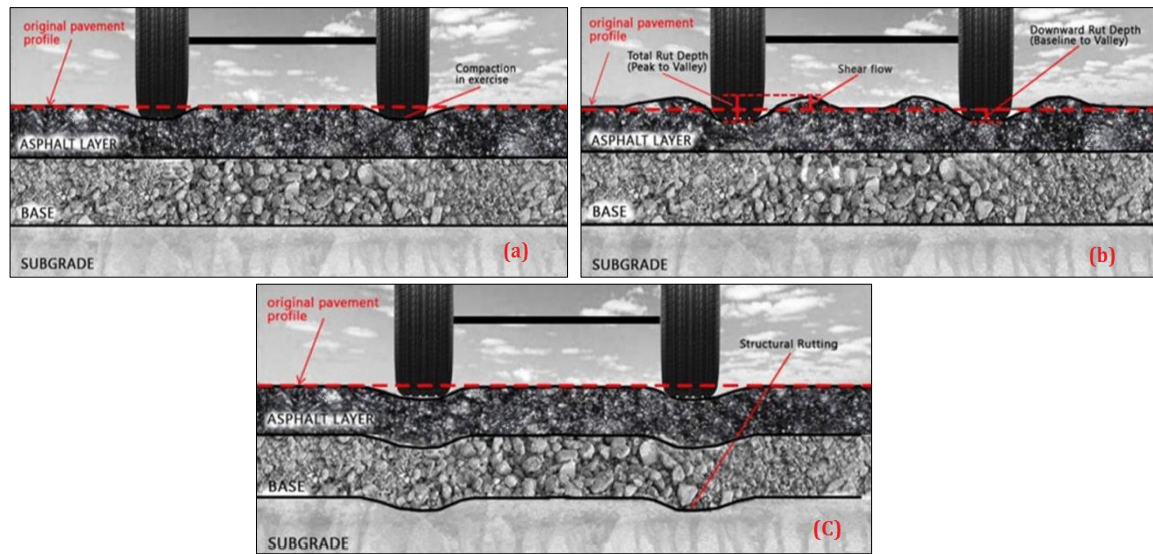 original pavement
profile
Compaction
in exercise
ASPHALT LAYER
BASE
SUBGRADE
(a)
original pavement
profile
Total Rut Depth
(Peak to Valley)
Shear flow
Downward Rut Depth
(Baseline to Valley)
ASPHALT LAYER
BASE
SUBGRADE
(b)
original pavement
profile
Structural Rutting
ASPHALT LAYER
BASE
SUBGRADE
(C)